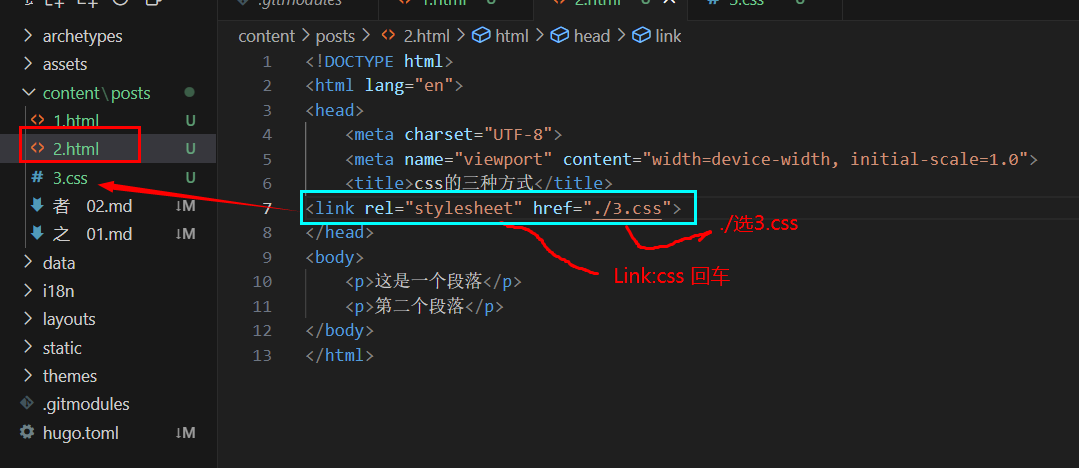 .gitmodules
1.html
2.html
3.css
U
archetypes
assets
content\posts
1.html U
2.html U
3.css U
者 02.md ↓M
之 01.md ↓M
data
i18n
layouts
static
themes
.gitmodules
hugo.toml ↓M
content > posts > 2.html > html > head > link
1 <!DOCTYPE html>
2 <html lang="en">
3 <head>
4 <meta charset="UTF-8">
5 <meta name="viewport" content="width=device-width, initial-scale=1.0">
6 <title>css的三种方式</title>
7 <link rel="stylesheet" href="./3.css">
8 </head>
9 <body>
10 <p>这是一个段落</p>
11 <p>第二个段落</p>
12 </body>
13 </html>
./选3.css
Link:css 回车